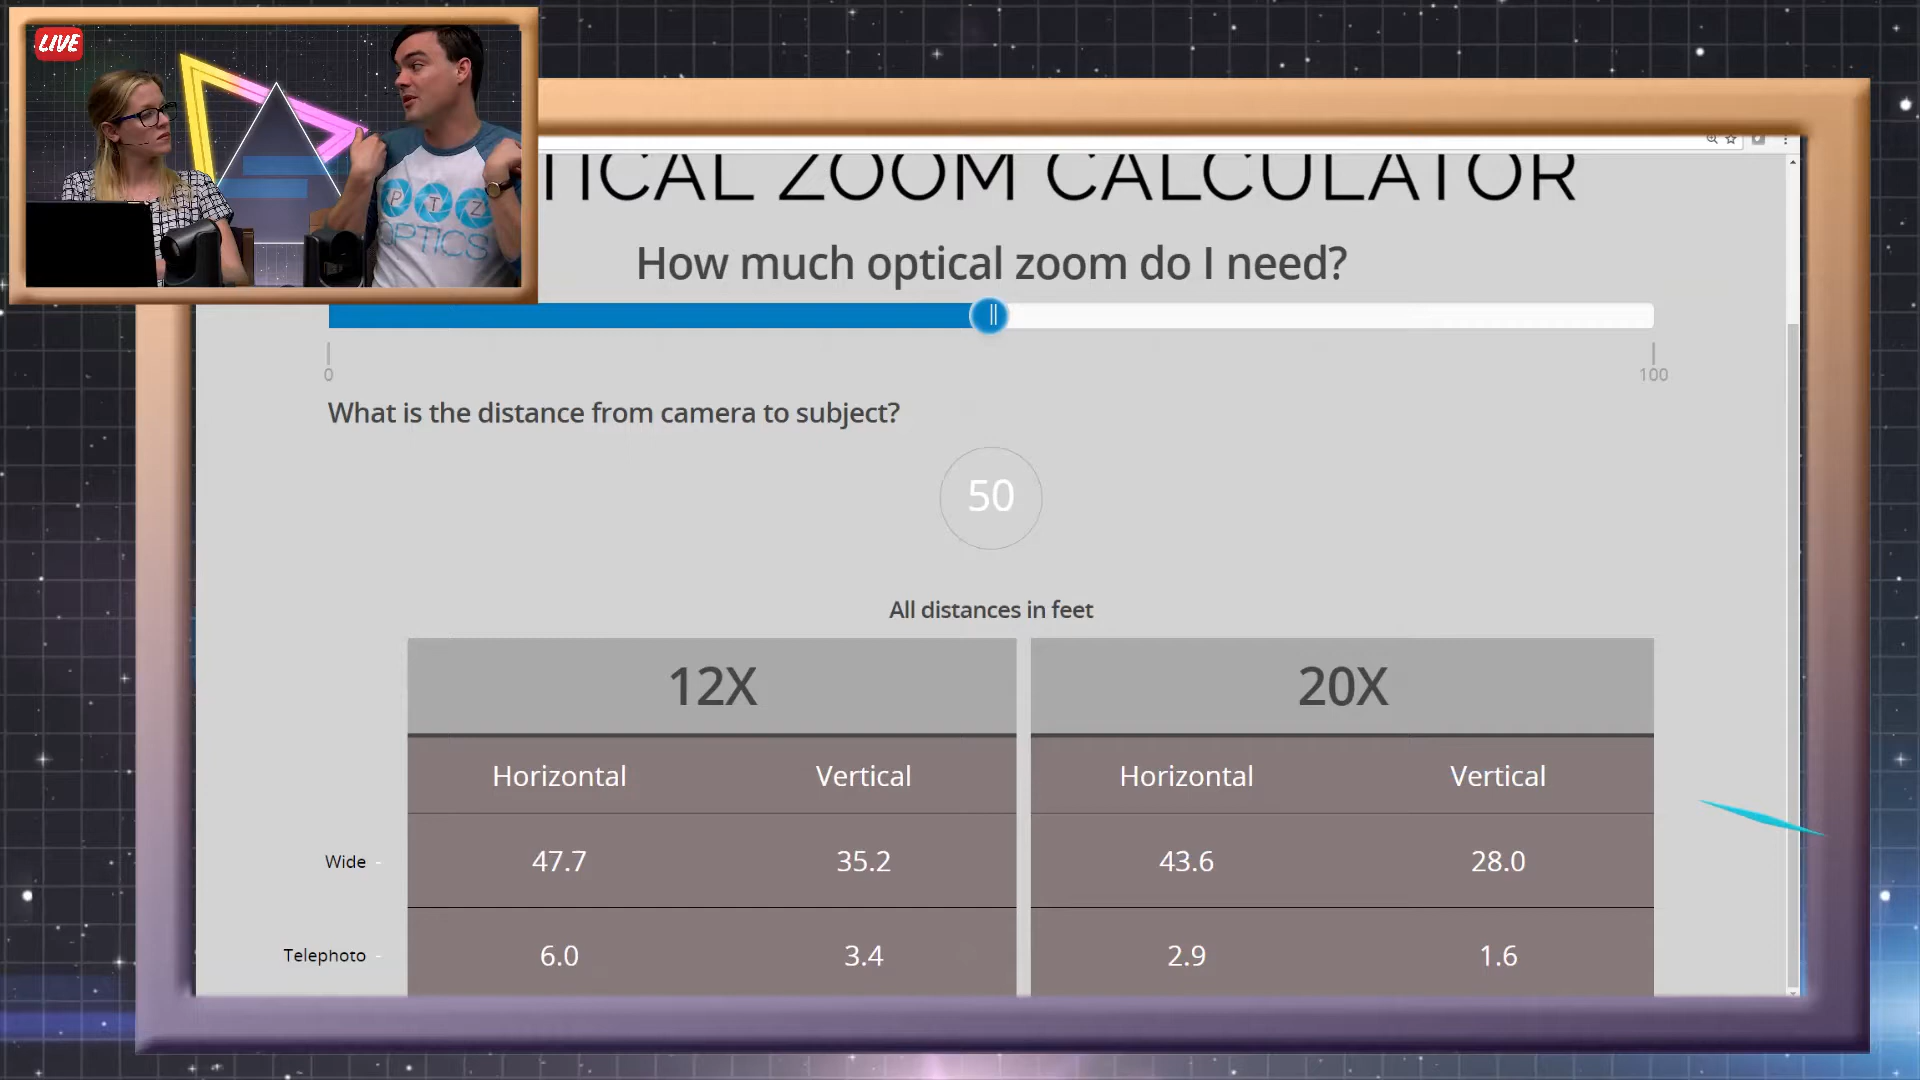 LIVE
P T Z
OPTICS
TICAL ZOOM CALCULATOR
How much optical zoom do I need?
0
100
What is the distance from camera to subject?
50
All distances in feet
12X 20X
Horizontal Vertical Horizontal Vertical
Wide - 47.7 35.2 43.6 28.0
Telephoto - 6.0 3.4 2.9 1.6